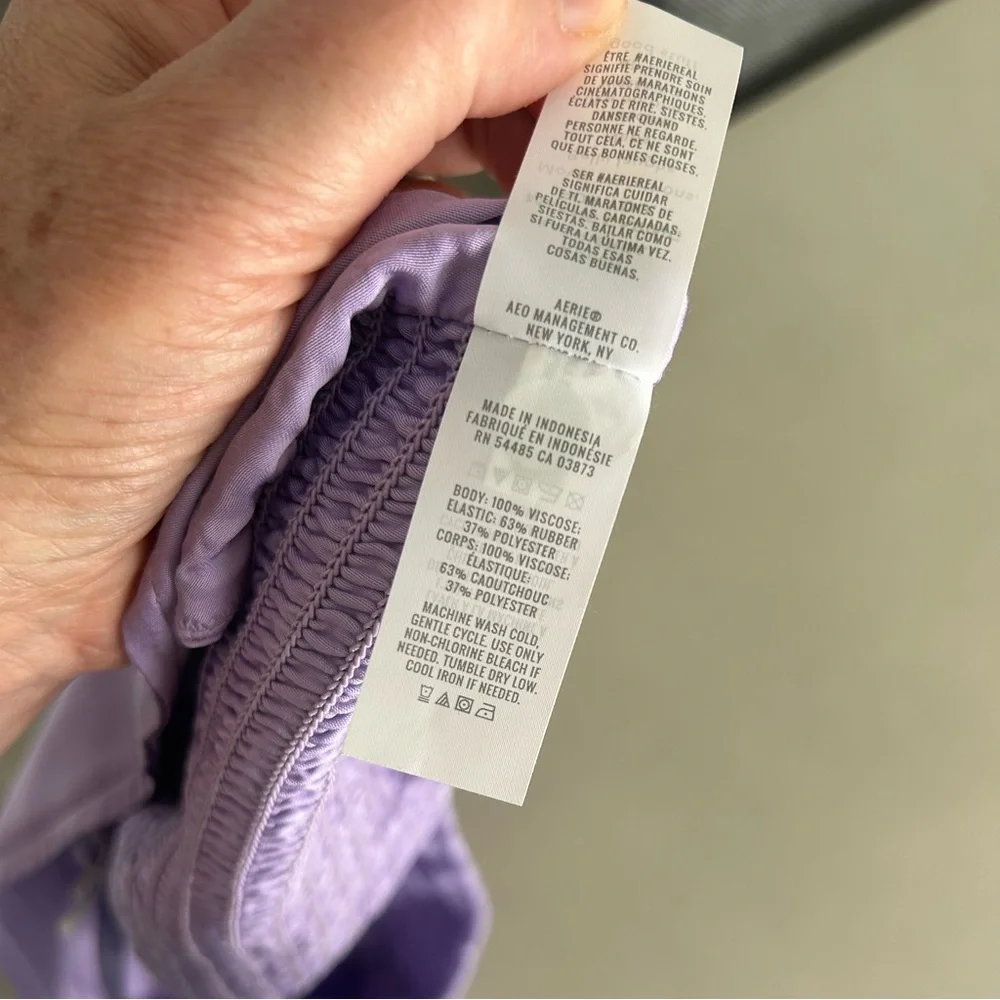 ÊTRE #AERIEREAL
SIGNIFIE PRENDRE SOIN
DE VOUS. MARATHONS
CINÉMATOGRAPHIQUES.
ÉCLATS DE RIRE. SIESTES.
DANSER QUAND
PERSONNE NE REGARDE.
TOUT CELA, CE NE SONT
QUE DES BONNES CHOSES.
SER #AERIEREAL
SIGNIFICA CUIDAR
DE TI. MARATONES DE
PELÍCULAS. CARCAJADAS.
SIESTAS. BAILAR COMO
SI FUERA LA ÚLTIMA VEZ.
TODAS ESAS
COSAS BUENAS.
AERIE®
AEO MANAGEMENT CO.
NEW YORK, NY
MADE IN INDONESIA
FABRIQUÉ EN INDONÉSIE
RN 54485 CA 03873
BODY: 100% VISCOSE;
ELASTIC: 63% RUBBER
37% POLYESTER
CORPS: 100% VISCOSE;
ÉLASTIQUE:
63% CAOUTCHOUC
37% POLYESTER
MACHINE WASH COLD,
GENTLE CYCLE. USE ONLY
NON-CHLORINE BLEACH IF
NEEDED. TUMBLE DRY LOW.
COOL IRON IF NEEDED.